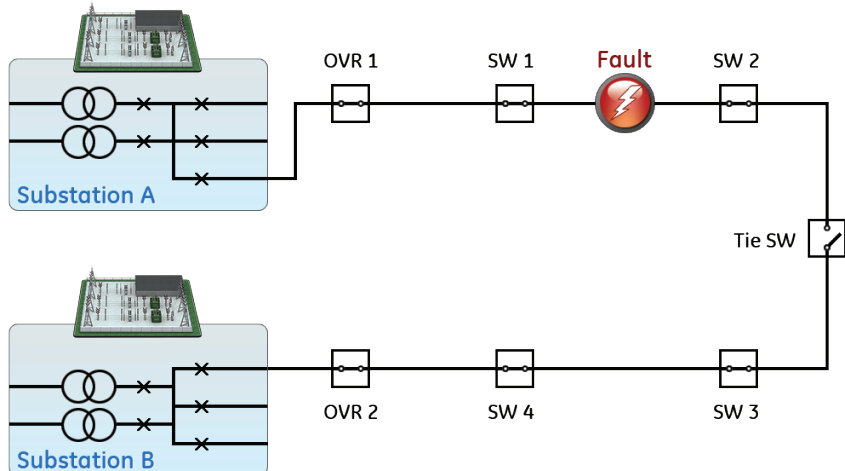 OVR 1
SW 1
Fault
SW 2
Substation A
Tie SW
OVR 2
SW 4
SW 3
Substation B